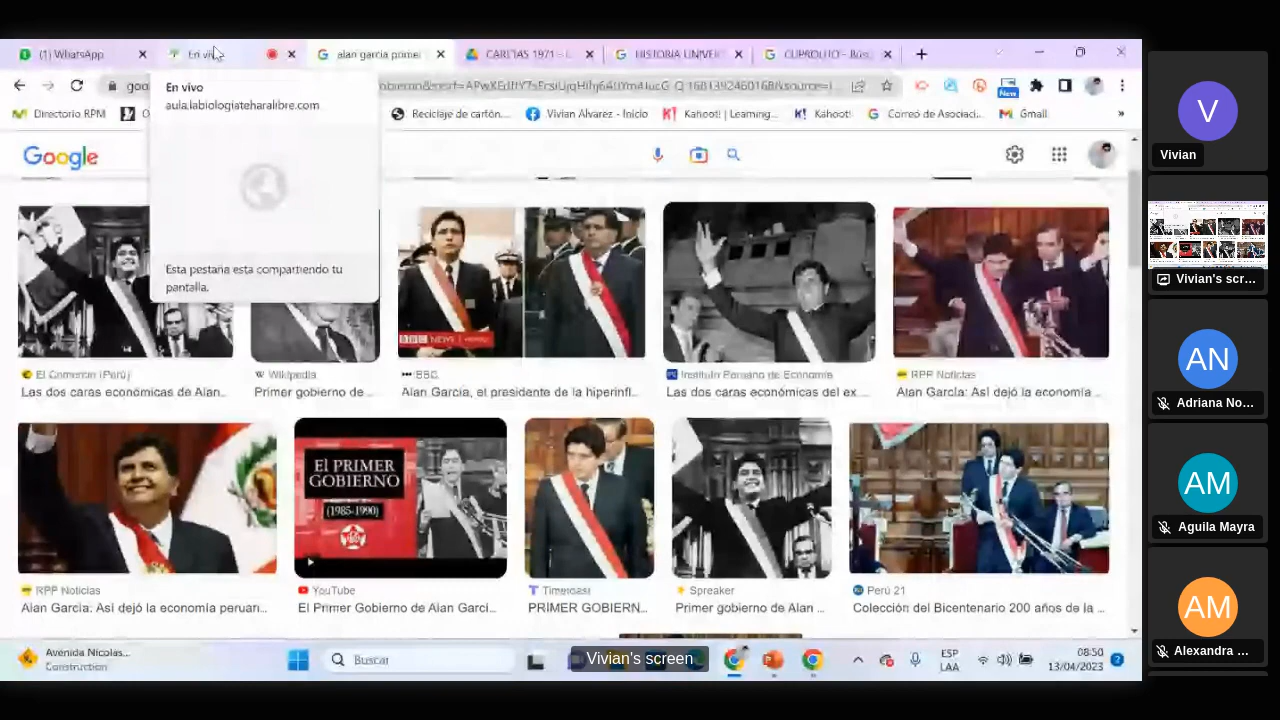 (1) WhatsApp
En vivo
alan garcia primer
CARITAS 1971 – L
HISTORIA UNIVER
En vivo
aula.labiologiateharalibre.com
Esta pestaña está compartiendo tu
pantalla.
Directorio RPM
Reciclaje de cartón...
Vivian Alvarez - Inicio
Kahoot! | Learning...
Kahoot!
Correo de Asociaci...
Gmail
»
New
Google
El Comercio (Perú)
Las dos caras económicas de Alan...
Wikipedia
Primer gobierno de ...
BBC NEWS
BBC
Alan García, el presidente de la hiperinfl...
Instituto Peruano de Economía
Las dos caras económicas del ex ...
RPP Noticias
Alan García: Así dejó la economía ...
El PRIMER
GOBIERNO
(1985-1990)
RPP Noticias
Alan García: Así dejó la economía peruan...
YouTube
El Primer Gobierno de Alan Garcí...
Timetoast
PRIMER GOBIERN...
Spreaker
Primer gobierno de Alan ...
Perú 21
Colección del Bicentenario 200 años de la ...
Avenida Nicolas...
Construction
Buscar
Vivian's screen
ESP
LAA
08:50
13/04/2023
2
V
Vivian
Vivian's scr...
AN
Adriana No...
AM
Aguila Mayra
AM
Alexandra ...